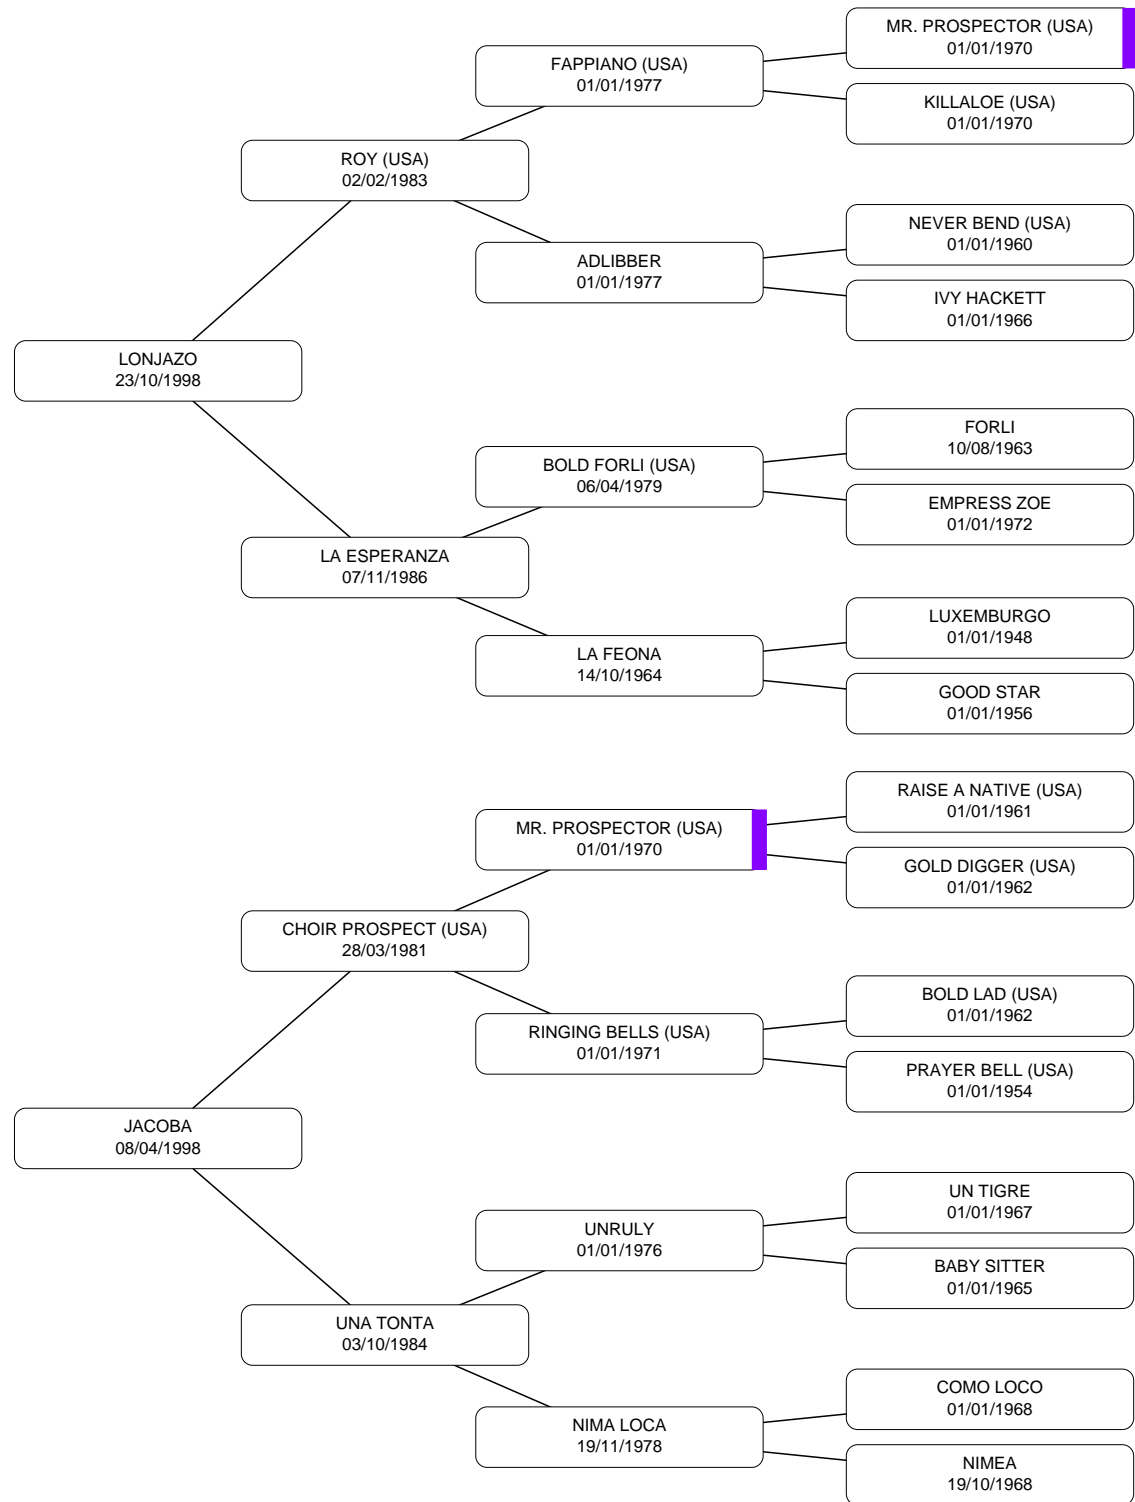 MR. PROSPECTOR (USA)
01/01/1970
FAPPIANO (USA)
01/01/1977
KILLALOE (USA)
01/01/1970
ROY (USA)
02/02/1983
NEVER BEND (USA)
01/01/1960
ADLIBBER
01/01/1977
IVY HACKETT
01/01/1966
LONJAZO
23/10/1998
FORLI
10/08/1963
BOLD FORLI (USA)
06/04/1979
EMPRESS ZOE
01/01/1972
LA ESPERANZA
07/11/1986
LUXEMBURGO
01/01/1948
LA FEONA
14/10/1964
GOOD STAR
01/01/1956
RAISE A NATIVE (USA)
01/01/1961
MR. PROSPECTOR (USA)
01/01/1970
GOLD DIGGER (USA)
01/01/1962
CHOIR PROSPECT (USA)
28/03/1981
BOLD LAD (USA)
01/01/1962
RINGING BELLS (USA)
01/01/1971
PRAYER BELL (USA)
01/01/1954
JACOBA
08/04/1998
UN TIGRE
01/01/1967
UNRULY
01/01/1976
BABY SITTER
01/01/1965
UNA TONTA
03/10/1984
COMO LOCO
01/01/1968
NIMA LOCA
19/11/1978
NIMEA
19/10/1968